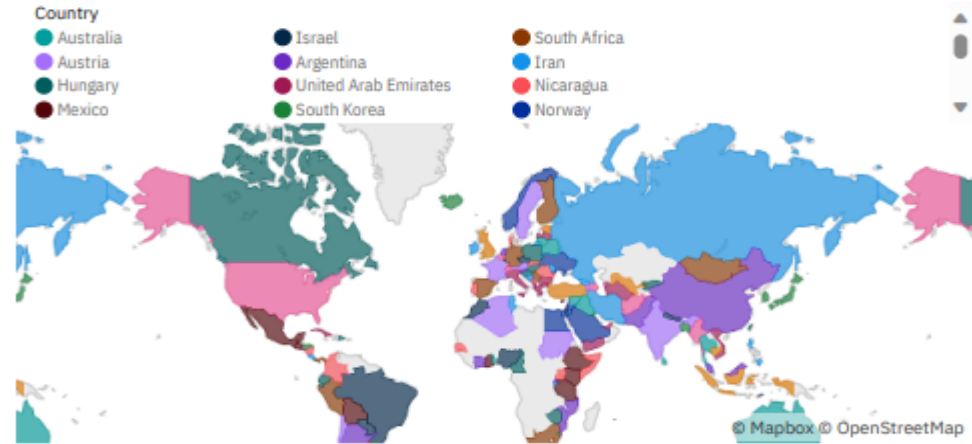 Country
Australia
Israel
South Africa
Austria
Argentina
Iran
Hungary
United Arab Emirates
Nicaragua
Mexico
South Korea
Norway
© Mapbox © OpenStreetMap